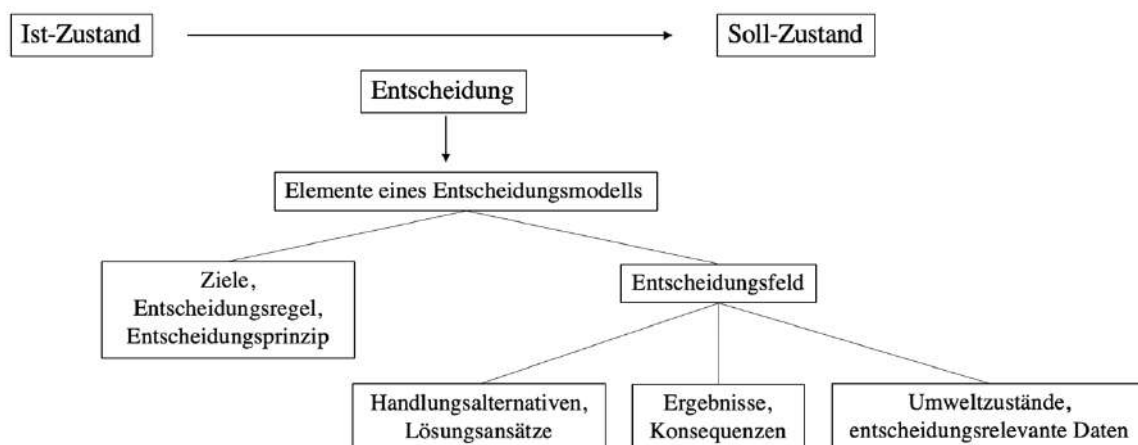 Ist-Zustand
Soll-Zustand
Entscheidung
Elemente eines Entscheidungsmodells
Ziele,
Entscheidungsregel,
Entscheidungsprinzip
Entscheidungsfeld
Handlungsalternativen,
Lösungsansätze
Ergebnisse,
Konsequenzen
Umweltzustände,
entscheidungsrelevante Daten